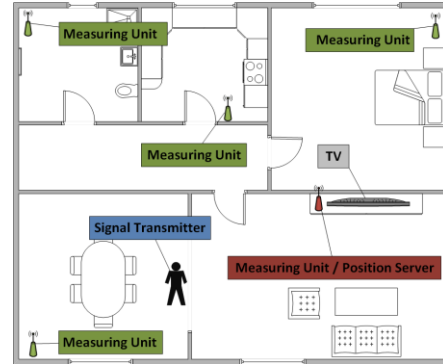 Measuring Unit
Measuring Unit
Measuring Unit
TV
Signal Transmitter
Measuring Unit / Position Server
Measuring Unit